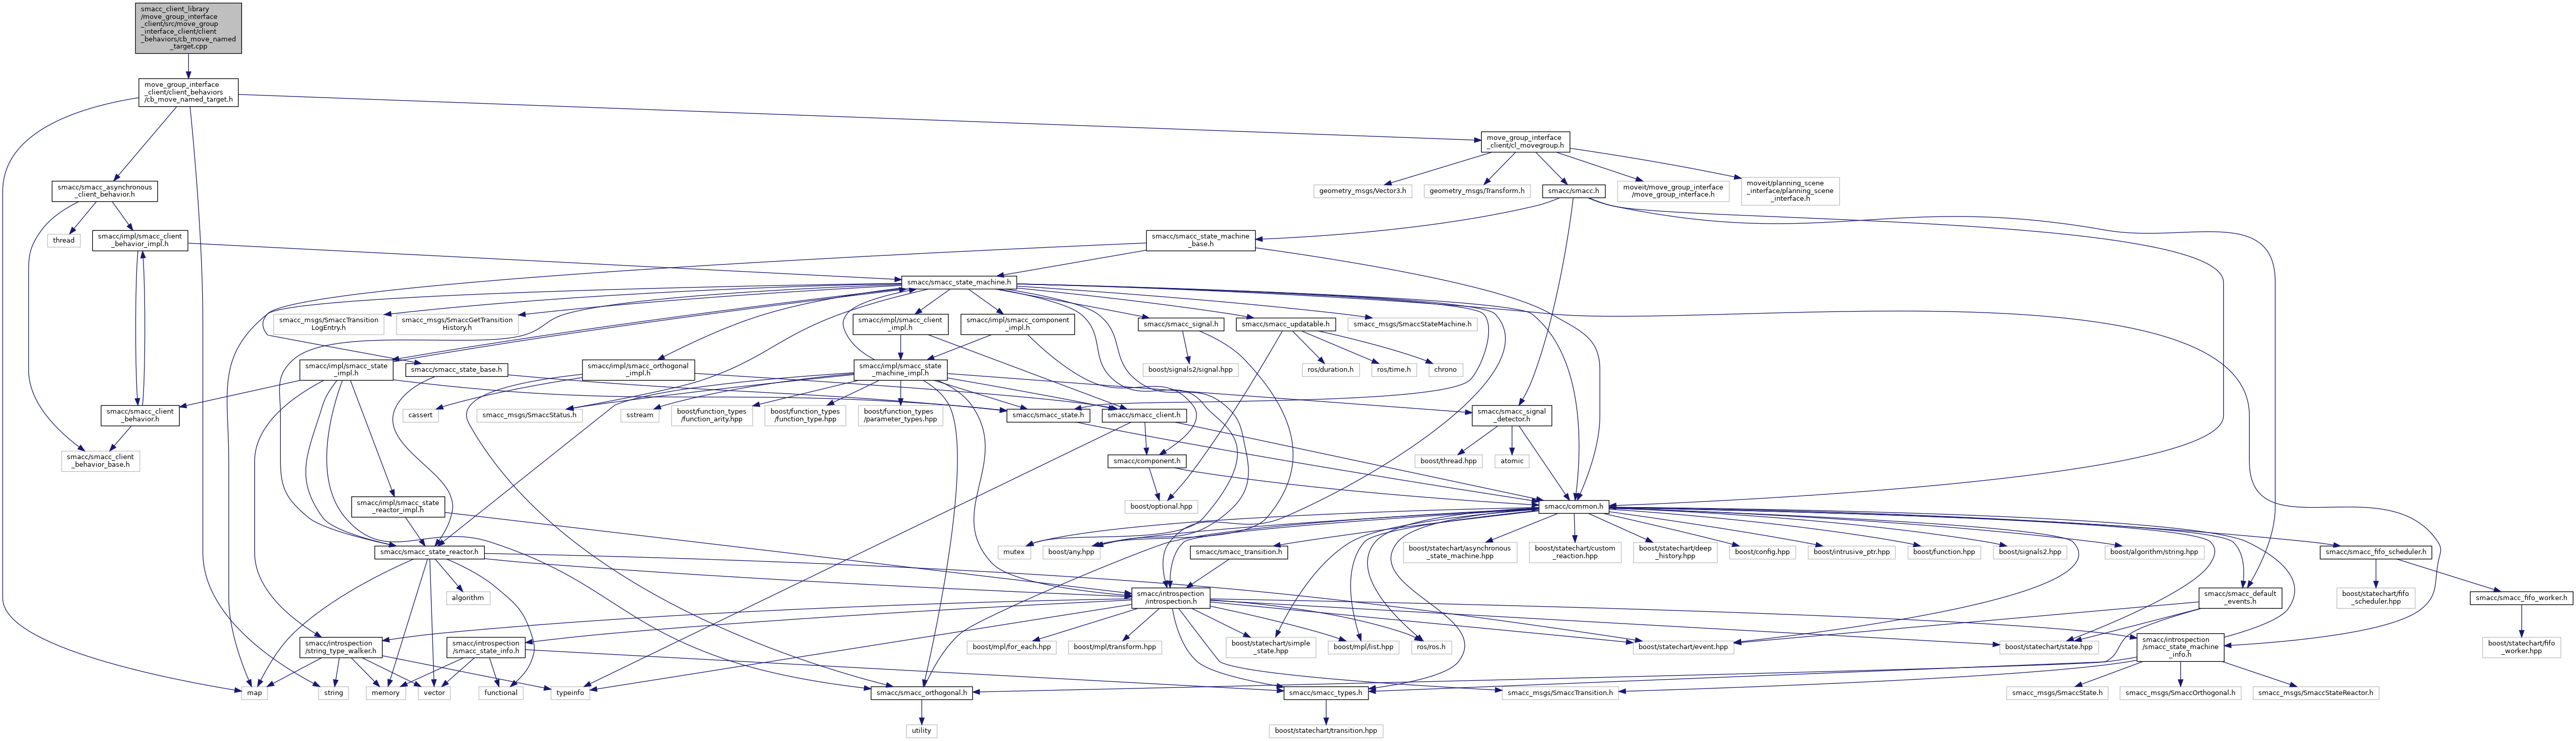 smacc_client_library
/move_group_interface
_client/src/move_group
_interface_client/client
_behaviors/cb_move_named
_target.cpp
move_group_interface
_client/client_behaviors
/cb_move_named_target.h
move_group_interface
_client/cl_movegroup.h
smacc/smacc_asynchronous
_client_behavior.h
geometry_msgs/Vector3.h
geometry_msgs/Transform.h
smacc/smacc.h
moveit/move_group_interface
/move_group_interface.h
moveit/planning_scene
_interface/planning_scene
_interface.h
thread
smacc/impl/smacc_client
_behavior_impl.h
smacc/smacc_state_machine
_base.h
smacc/smacc_state_machine.h
smacc_msgs/SmaccTransition
LogEntry.h
smacc_msgs/SmaccGetTransition
History.h
smacc/impl/smacc_client
_impl.h
smacc/impl/smacc_component
_impl.h
smacc/smacc_signal.h
smacc/smacc_updatable.h
smacc_msgs/SmaccStateMachine.h
smacc/impl/smacc_state
_impl.h
smacc/smacc_state_base.h
smacc/impl/smacc_orthogonal
_impl.h
smacc/impl/smacc_state
_machine_impl.h
boost/signals2/signal.hpp
ros/duration.h
ros/time.h
chrono
smacc/smacc_client
_behavior.h
cassert
smacc_msgs/SmaccStatus.h
sstream
boost/function_types
/function_arity.hpp
boost/function_types
/function_type.hpp
boost/function_types
/parameter_types.hpp
smacc/smacc_state.h
smacc/smacc_client.h
smacc/smacc_signal
_detector.h
smacc/smacc_client
_behavior_base.h
smacc/component.h
boost/thread.hpp
atomic
smacc/impl/smacc_state
_reactor_impl.h
boost/optional.hpp
smacc/common.h
smacc/smacc_state_reactor.h
mutex
boost/any.hpp
smacc/smacc_transition.h
boost/statechart/asynchronous
_state_machine.hpp
boost/statechart/custom
_reaction.hpp
boost/statechart/deep
_history.hpp
boost/config.hpp
boost/intrusive_ptr.hpp
boost/function.hpp
boost/signals2.hpp
boost/algorithm/string.hpp
smacc/smacc_fifo_scheduler.h
algorithm
smacc/introspection
/introspection.h
smacc/smacc_default
_events.h
boost/statechart/fifo
_scheduler.hpp
smacc/smacc_fifo_worker.h
smacc/introspection
/string_type_walker.h
smacc/introspection
/smacc_state_info.h
boost/mpl/for_each.hpp
boost/mpl/transform.hpp
boost/statechart/simple
_state.hpp
boost/mpl/list.hpp
ros/ros.h
boost/statechart/event.hpp
boost/statechart/state.hpp
smacc/introspection
/smacc_state_machine
_info.h
boost/statechart/fifo
_worker.hpp
map
string
memory
vector
functional
typeinfo
smacc/smacc_orthogonal.h
smacc/smacc_types.h
smacc_msgs/SmaccTransition.h
smacc_msgs/SmaccState.h
smacc_msgs/SmaccOrthogonal.h
smacc_msgs/SmaccStateReactor.h
utility
boost/statechart/transition.hpp